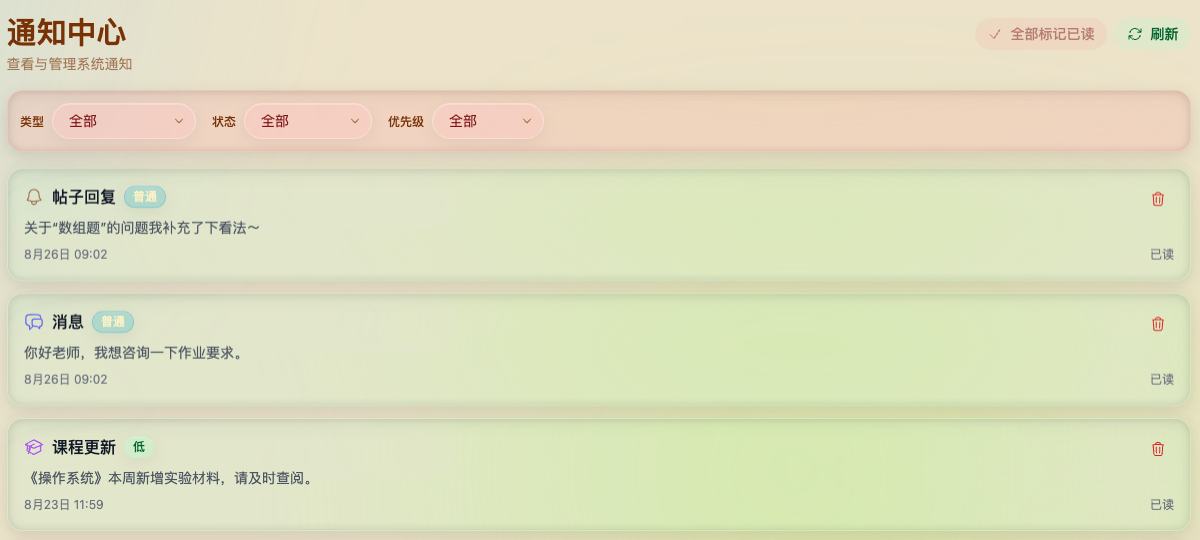 通知中心
查看与管理系统通知
全部标记已读
刷新
类型 全部 状态 全部 优先级 全部
帖子回复 普通
关于“数组题”的问题我补充了下看法～
8月26日 09:02 已读
消息 普通
你好老师，我想咨询一下作业要求。
8月26日 09:02 已读
课程更新 低
《操作系统》本周新增实验材料，请及时查阅。
8月23日 11:59 已读